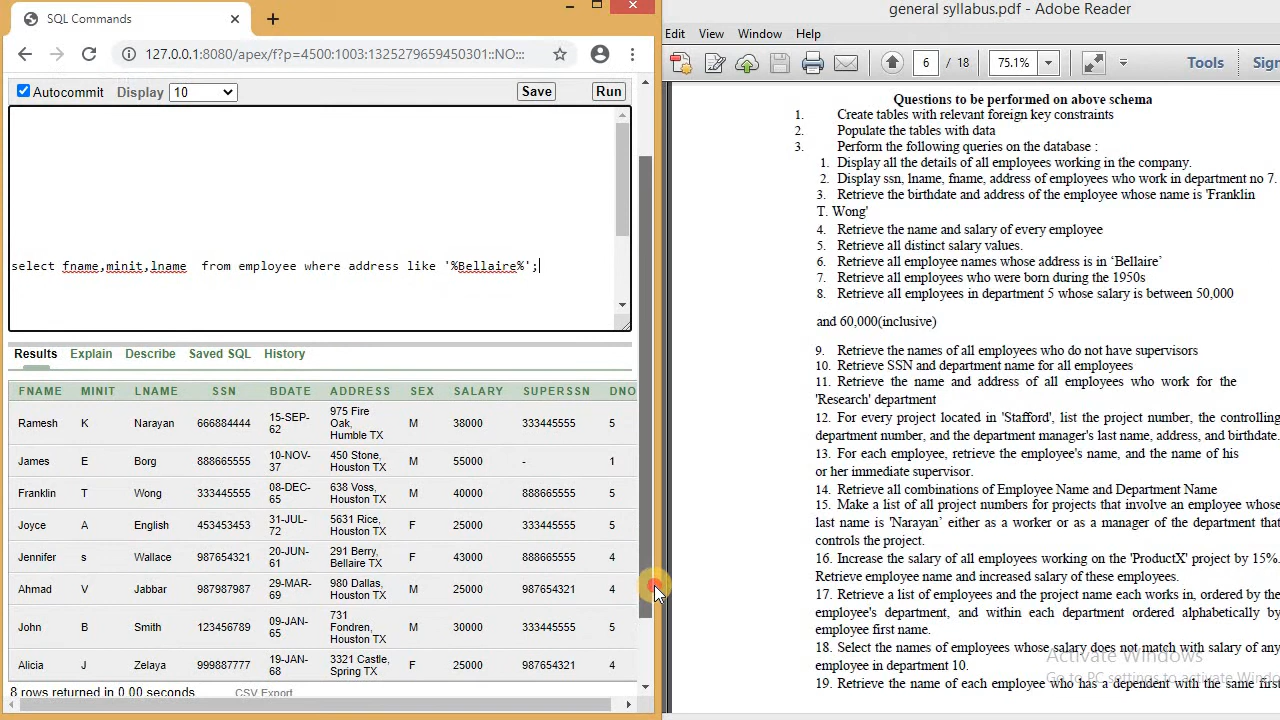 SQL Commands
127.0.0.1:8080/apex/f?p=4500:1003:1325279659450301::NO:::
Autocommit Display 10 Save Run
select fname,minit,lname  from employee where address like '%Bellaire%';
Results Explain Describe Saved SQL History
FNAME MINIT LNAME SSN BDATE ADDRESS SEX SALARY SUPERSSN DNO
Ramesh K Narayan 666884444 15-SEP-62 975 Fire Oak, Humble TX M 38000 333445555 5
James E Borg 888665555 10-NOV-37 450 Stone, Houston TX M 55000 - 1
Franklin T Wong 333445555 08-DEC-65 638 Voss, Houston TX M 40000 888665555 5
Joyce A English 453453453 31-JUL-72 5631 Rice, Houston TX F 25000 333445555 5
Jennifer s Wallace 987654321 20-JUN-61 291 Berry, Bellaire TX F 43000 888665555 4
Ahmad V Jabbar 987987987 29-MAR-69 980 Dallas, Houston TX M 25000 987654321 4
John B Smith 123456789 09-JAN-65 731 Fondren, Houston TX M 30000 333445555 5
Alicia J Zelaya 999887777 19-JAN-68 3321 Castle, Spring TX F 25000 987654321 4
8 rows returned in 0.00 seconds CSV Export
general syllabus.pdf - Adobe Reader
Edit View Window Help
6 / 18 75.1% Tools Sign
Questions to be performed on above schema
1. Create tables with relevant foreign key constraints
2. Populate the tables with data
3. Perform the following queries on the database :
1. Display all the details of all employees working in the company.
2. Display ssn, lname, fname, address of employees who work in department no 7.
3. Retrieve the birthdate and address of the employee whose name is 'Franklin
T. Wong'
4. Retrieve the name and salary of every employee
5. Retrieve all distinct salary values.
6. Retrieve all employee names whose address is in ‘Bellaire’
7. Retrieve all employees who were born during the 1950s
8. Retrieve all employees in department 5 whose salary is between 50,000
and 60,000(inclusive)
9. Retrieve the names of all employees who do not have supervisors
10. Retrieve SSN and department name for all employees
11. Retrieve the name and address of all employees who work for the
'Research' department
12. For every project located in 'Stafford', list the project number, the controlling
department number, and the department manager's last name, address, and birthdate.
13. For each employee, retrieve the employee's name, and the name of his
or her immediate supervisor.
14. Retrieve all combinations of Employee Name and Department Name
15. Make a list of all project numbers for projects that involve an employee whose
last name is 'Narayan’ either as a worker or as a manager of the department that
controls the project.
16. Increase the salary of all employees working on the 'ProductX' project by 15%.
Retrieve employee name and increased salary of these employees.
17. Retrieve a list of employees and the project name each works in, ordered by the
employee's department, and within each department ordered alphabetically by
employee first name.
18. Select the names of employees whose salary does not match with salary of any
employee in department 10.
19. Retrieve the name of each employee who has a dependent with the same first
Activate Windows
Go to PC settings to activate Windows